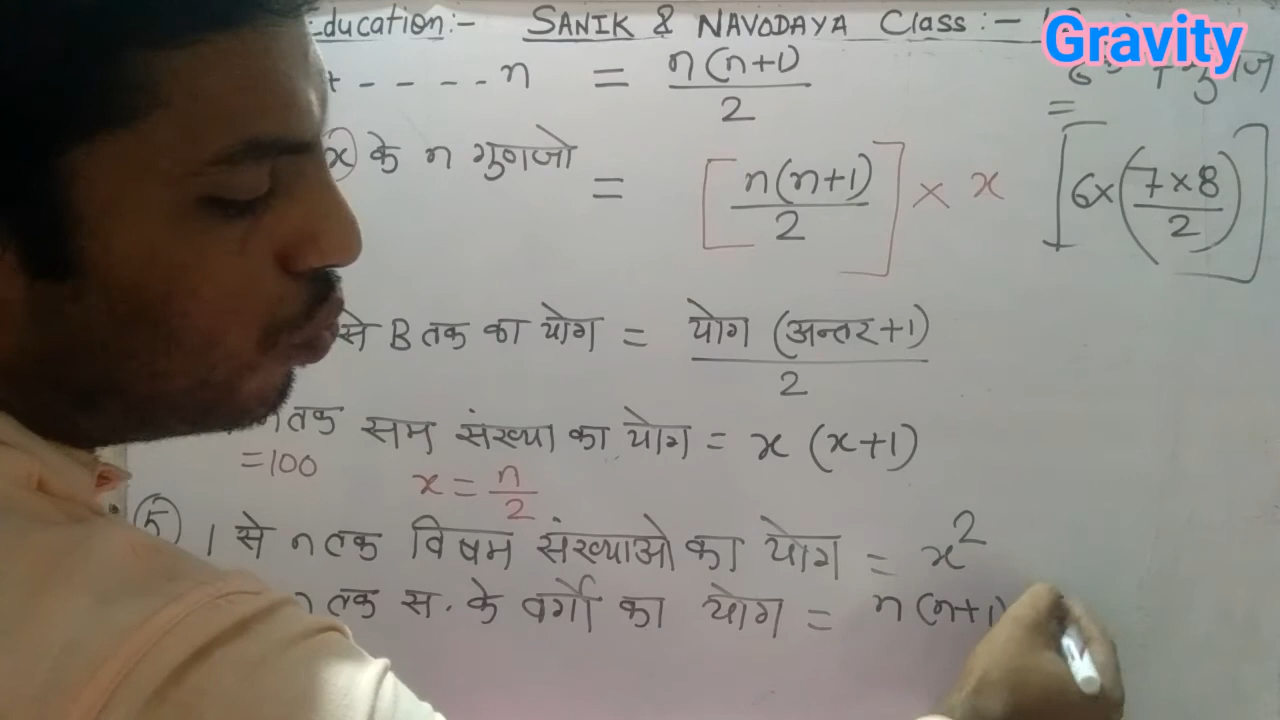 Education:- SANIK & NAVODAYA Class:-
Gravity
+ - - - - n = n(n+1)/2
x के n गुणजो = [n(n+1)/2] × x
= [6×(7×8/2)]
से B तक का योग = योग (अन्तर+1)/2
तक सम संख्या का योग = x (x+1)
=100 x = n/2
(5) 1 से n तक विषम संख्याओ का योग = x²
तक स. के वर्गो का योग = n(n+1)